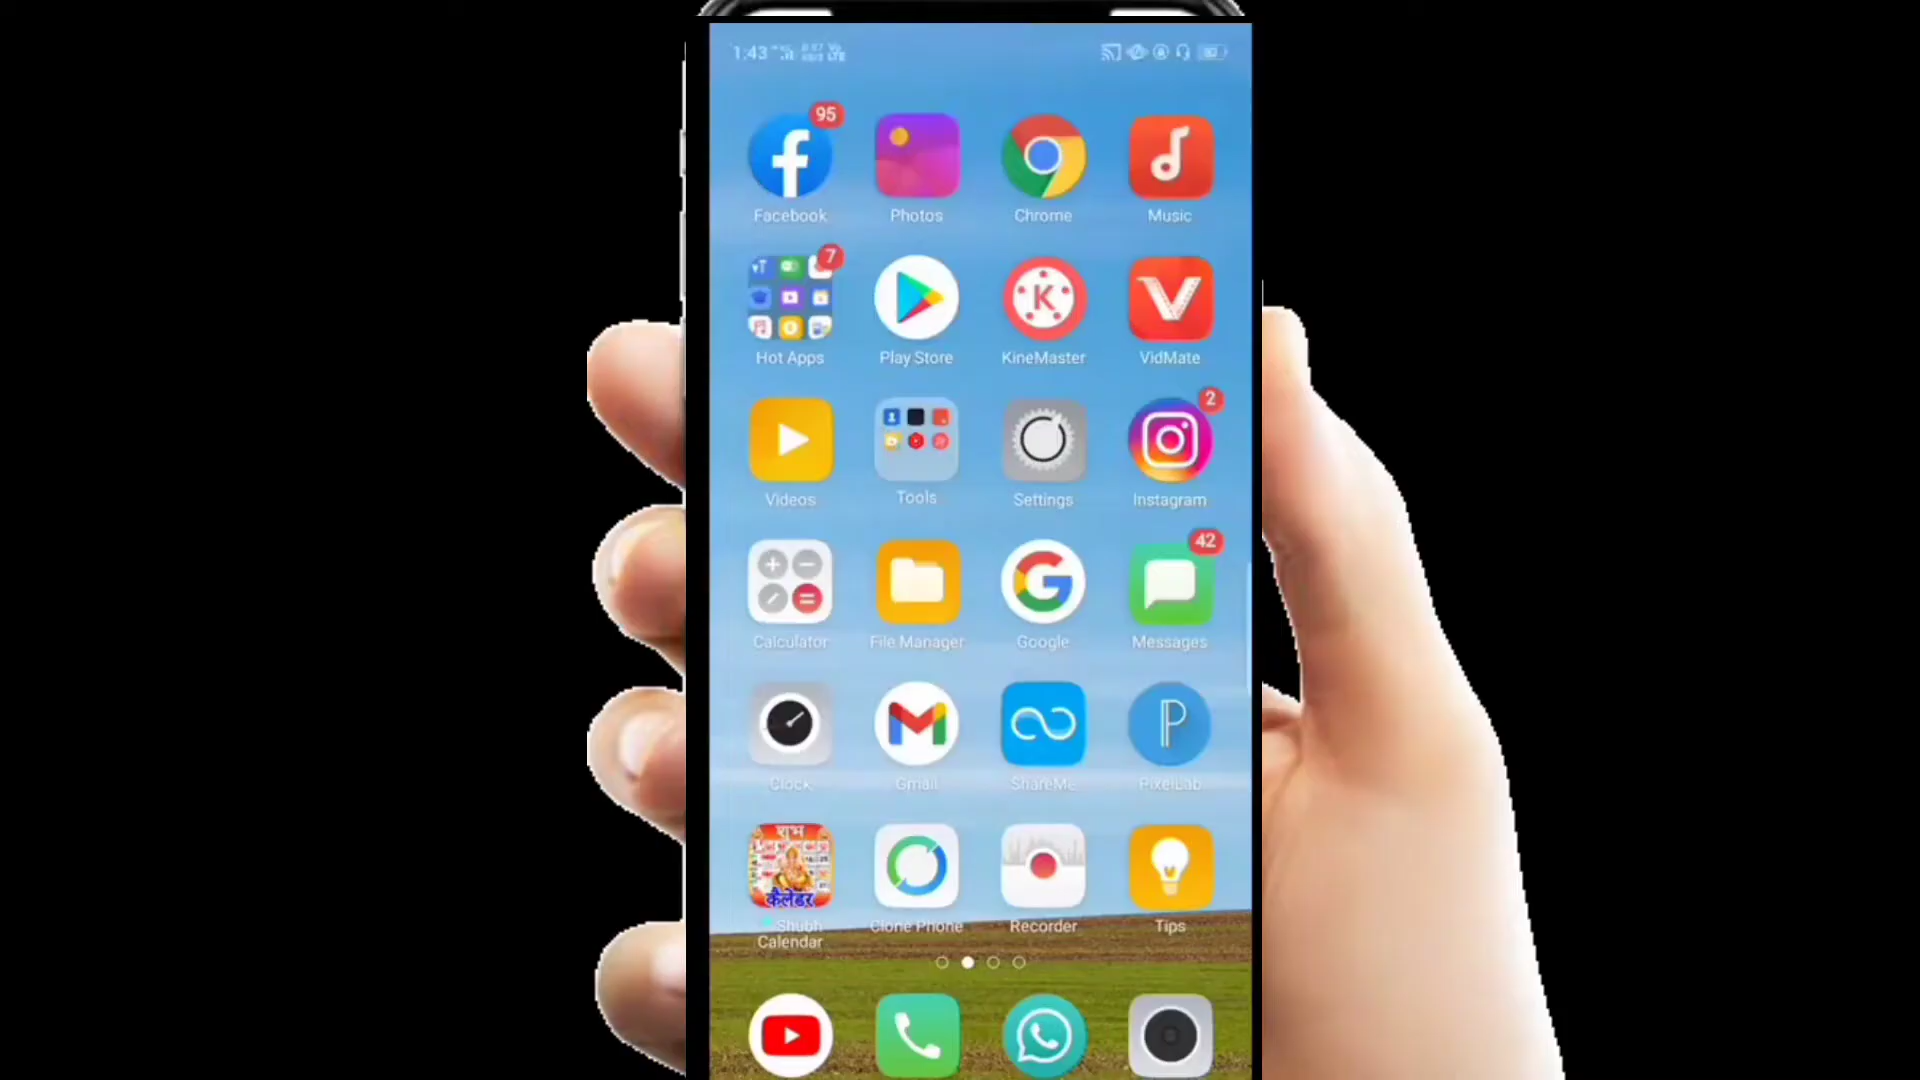 1:43
95
Facebook Photos Chrome Music
7
Hot Apps Play Store KineMaster VidMate
2
Videos Tools Settings Instagram
42
Calculator File Manager Google Messages
Clock Gmail ShareMe PixelLab
शुभ
कैलेंडर
Shubh Calendar
Clone Phone Recorder Tips